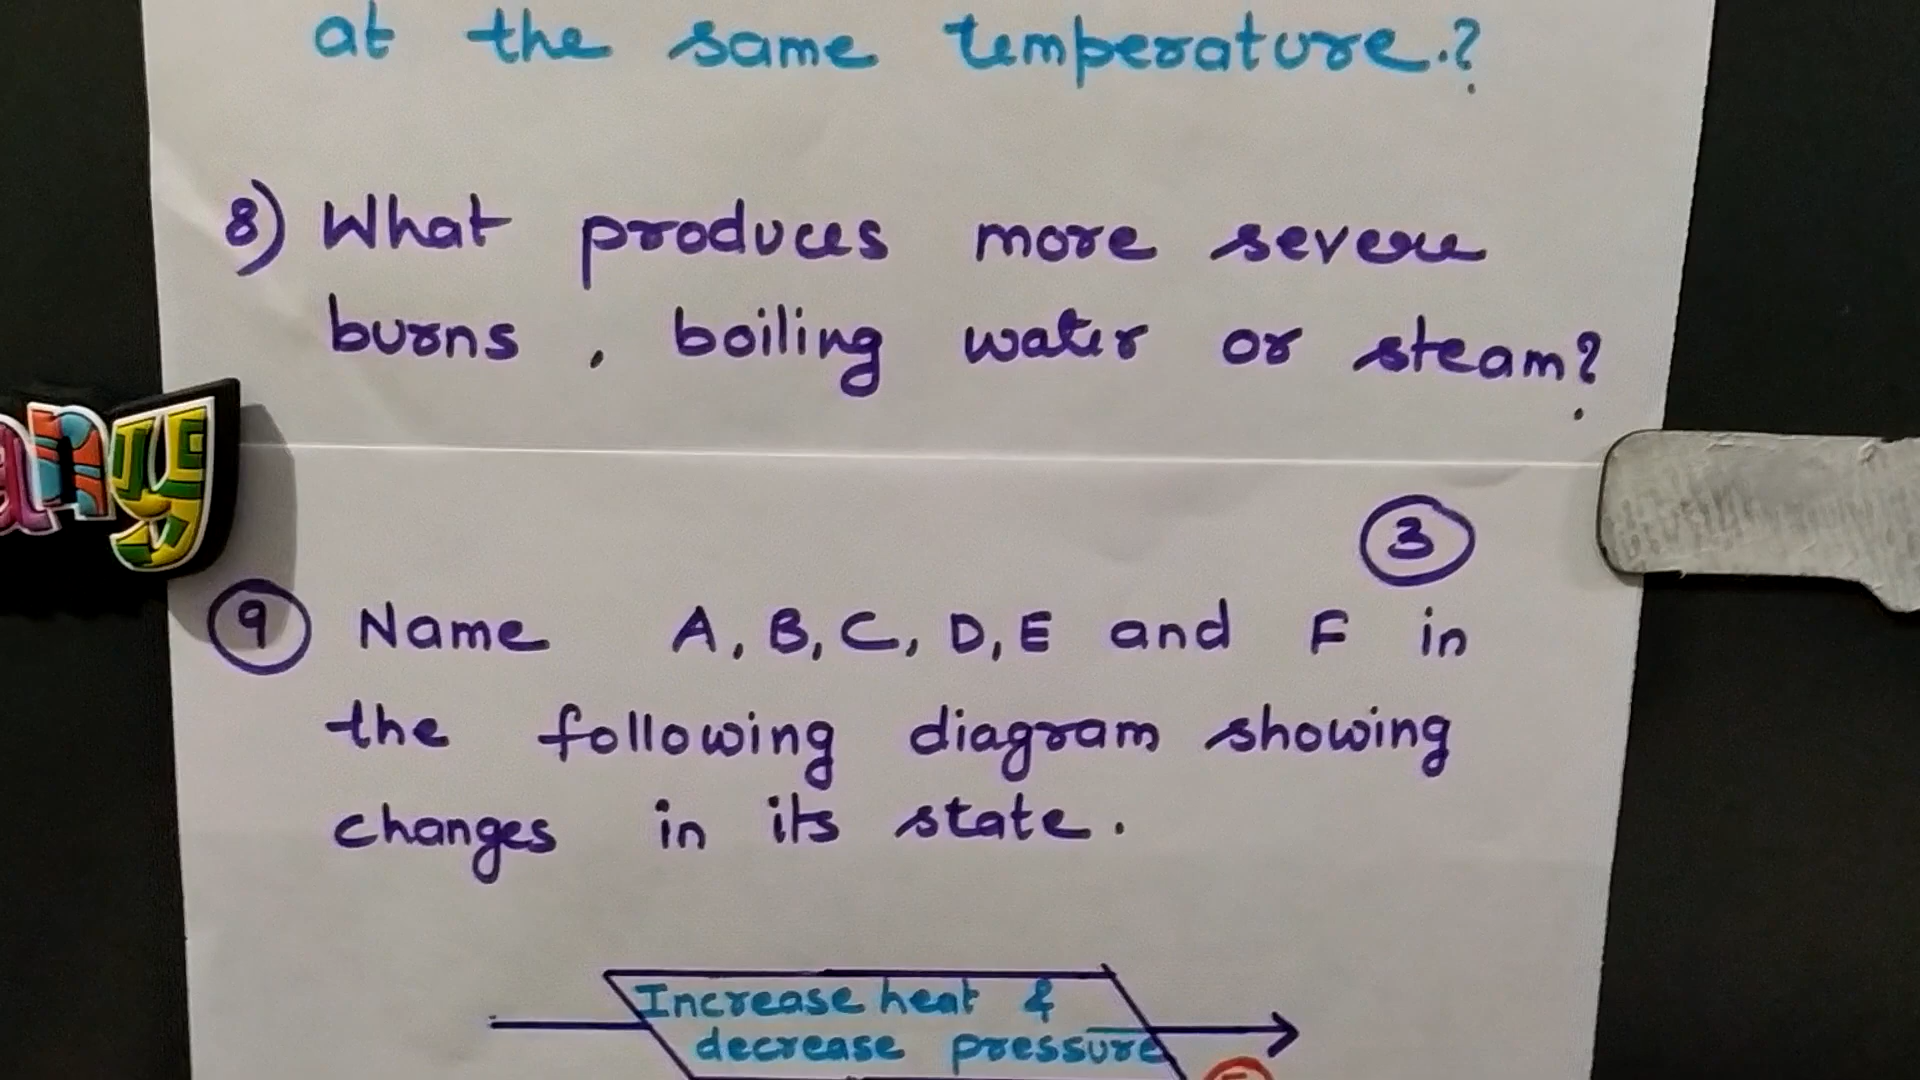 at the same temperature.?
8) What produces more severe
burns, boiling water or steam?
any
3
9 Name A, B, C, D, E and F in
the following diagram showing
changes in its state.
Increase heat &
decrease pressure